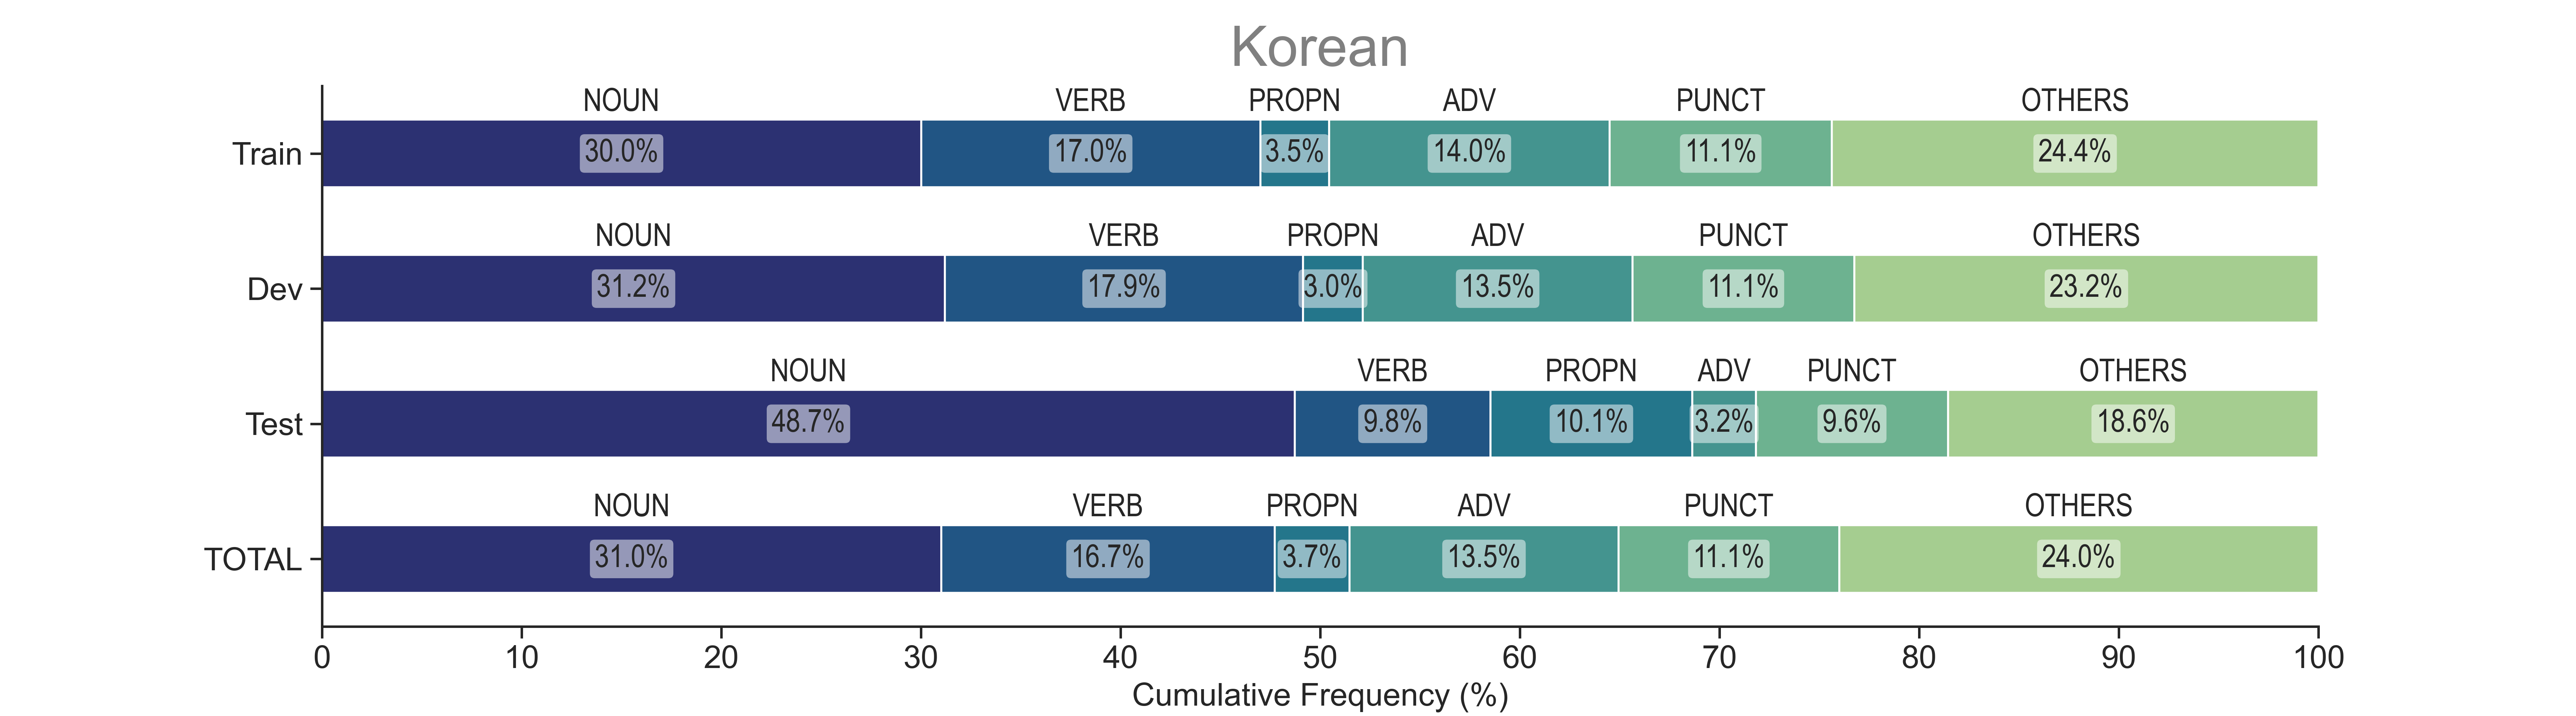 Korean
NOUN VERB PROPN ADV PUNCT OTHERS
Train 30.0% 17.0% 3.5% 14.0% 11.1% 24.4%
NOUN VERB PROPN ADV PUNCT OTHERS
Dev 31.2% 17.9% 3.0% 13.5% 11.1% 23.2%
NOUN VERB PROPN ADV PUNCT OTHERS
Test 48.7% 9.8% 10.1% 3.2% 9.6% 18.6%
NOUN VERB PROPN ADV PUNCT OTHERS
TOTAL 31.0% 16.7% 3.7% 13.5% 11.1% 24.0%
0 10 20 30 40 50 60 70 80 90 100
Cumulative Frequency (%)